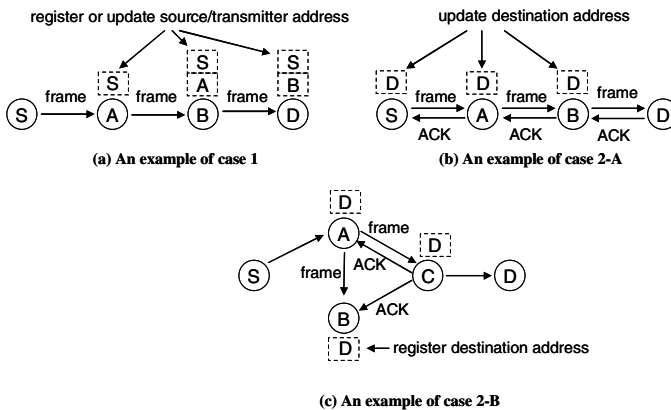 register or update source/transmitter address
S
S
S
A
B
frame
frame
frame
S
A
B
D
(a) An example of case 1
update destination address
D
D
D
frame
frame
frame
S
A
B
D
ACK
ACK
ACK
(b) An example of case 2-A
D
A
frame
D
S
ACK
C
D
frame
B
ACK
D
register destination address
(c) An example of case 2-B